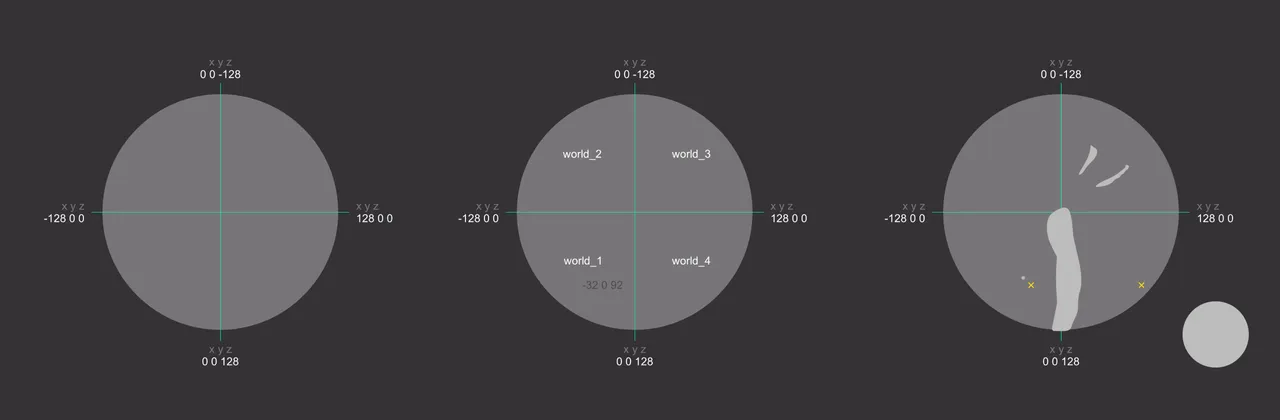 x y z
0 0 -128
x y z
-128 0 0
x y z
128 0 0
x y z
0 0 128
x y z
0 0 -128
world_2
world_3
x y z
-128 0 0
x y z
128 0 0
world_1
world_4
-32 0 92
x y z
0 0 128
x y z
0 0 -128
x y z
-128 0 0
x y z
128 0 0
x y z
0 0 128